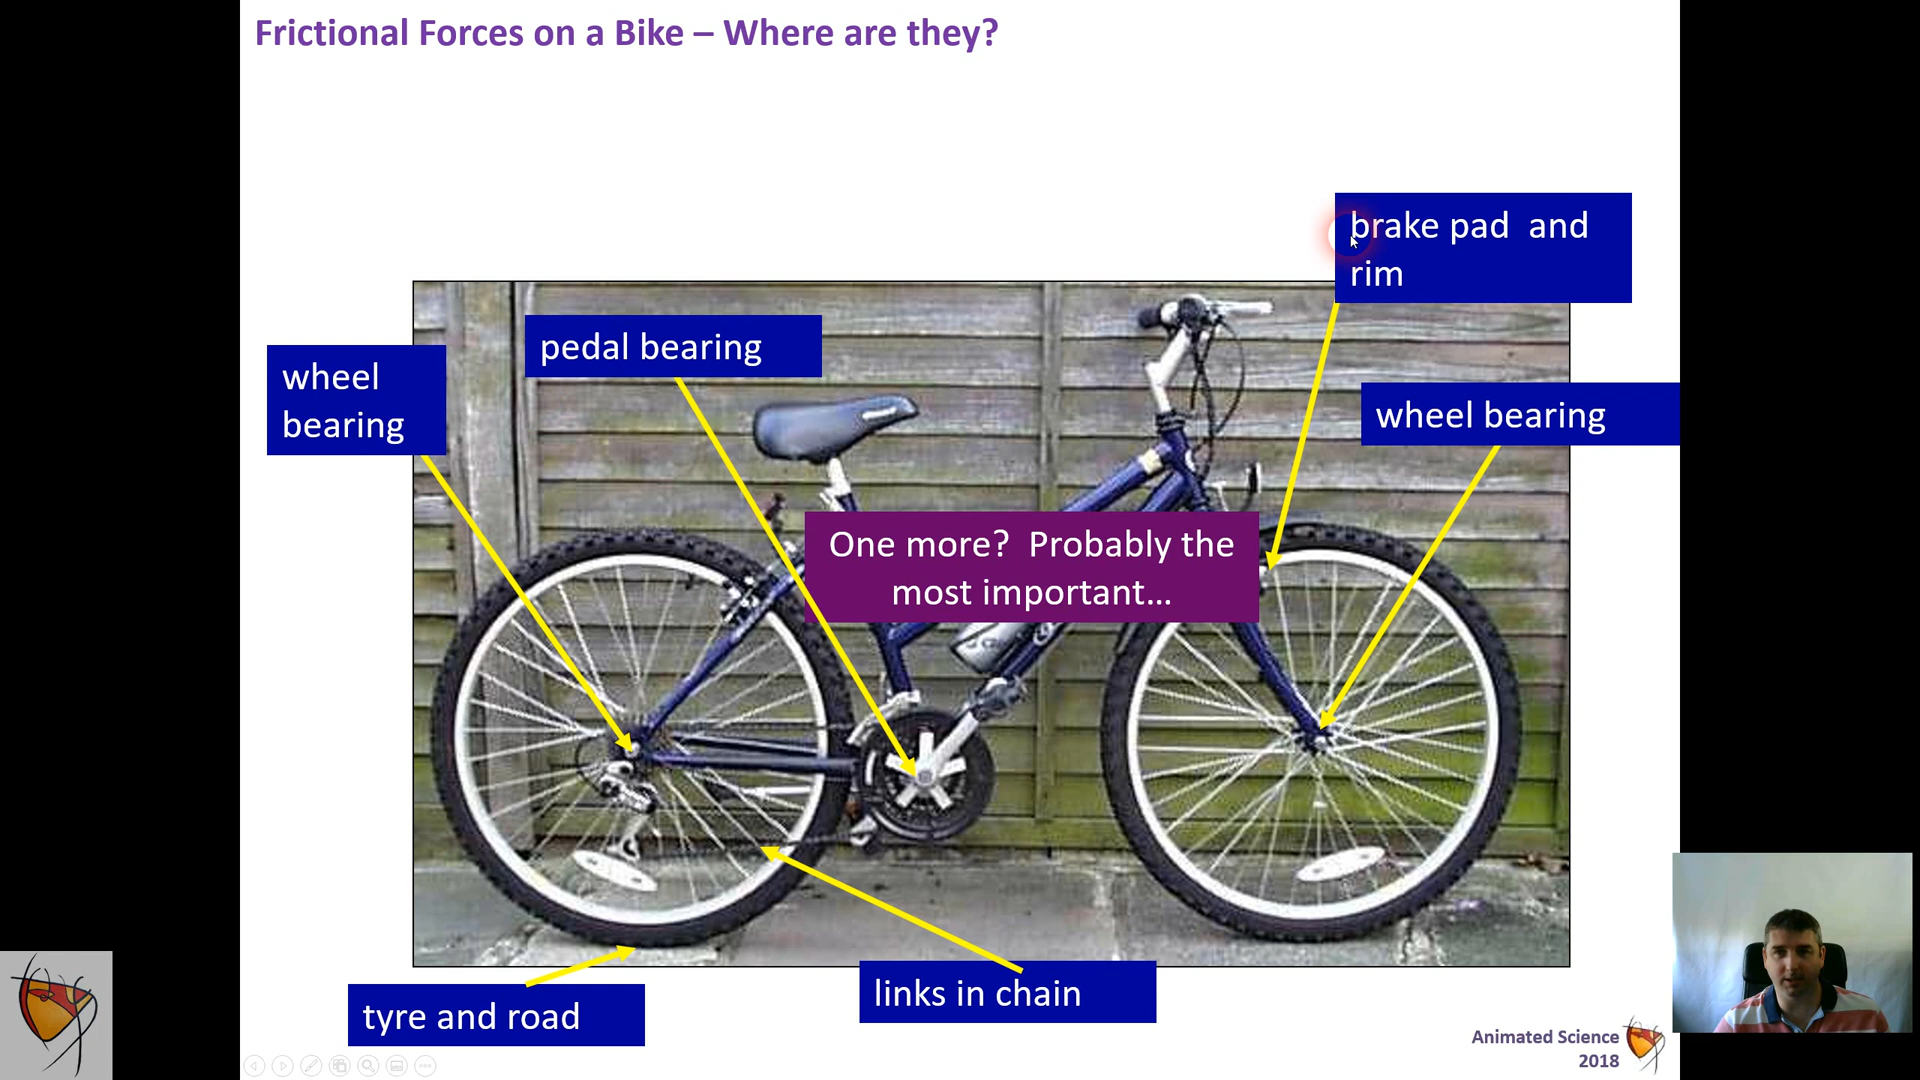 Frictional Forces on a Bike – Where are they?
brake pad  and
rim
pedal bearing
wheel
bearing
wheel bearing
One more?  Probably the
most important...
links in chain
tyre and road
Animated Science
2018